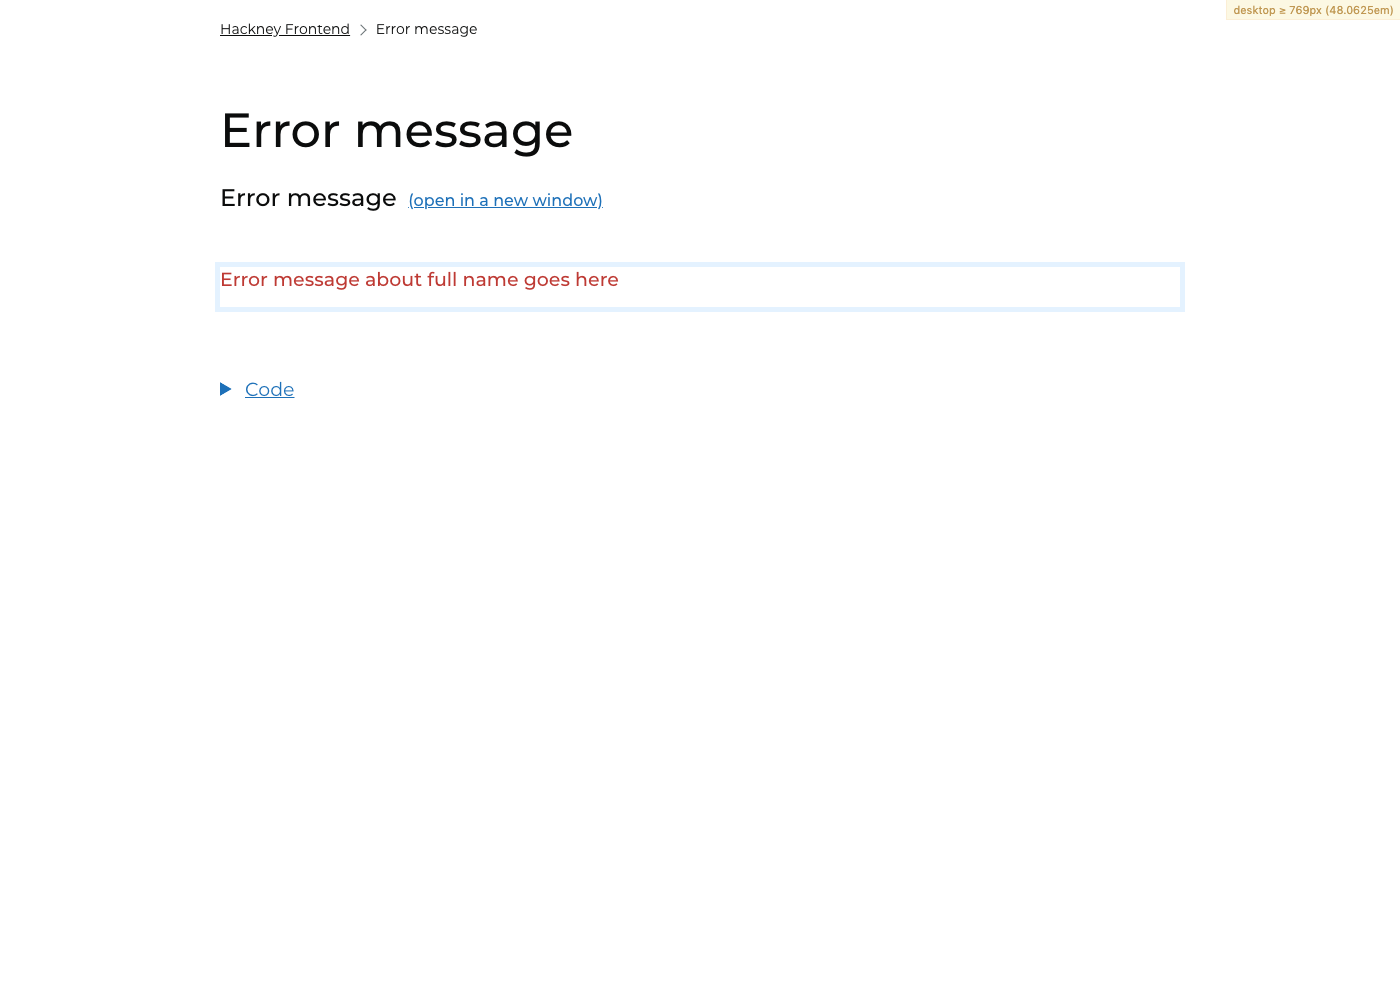 desktop ≥ 769px (48.0625em)
Hackney Frontend > Error message
Error message
Error message (open in a new window)
Error message about full name goes here
Code